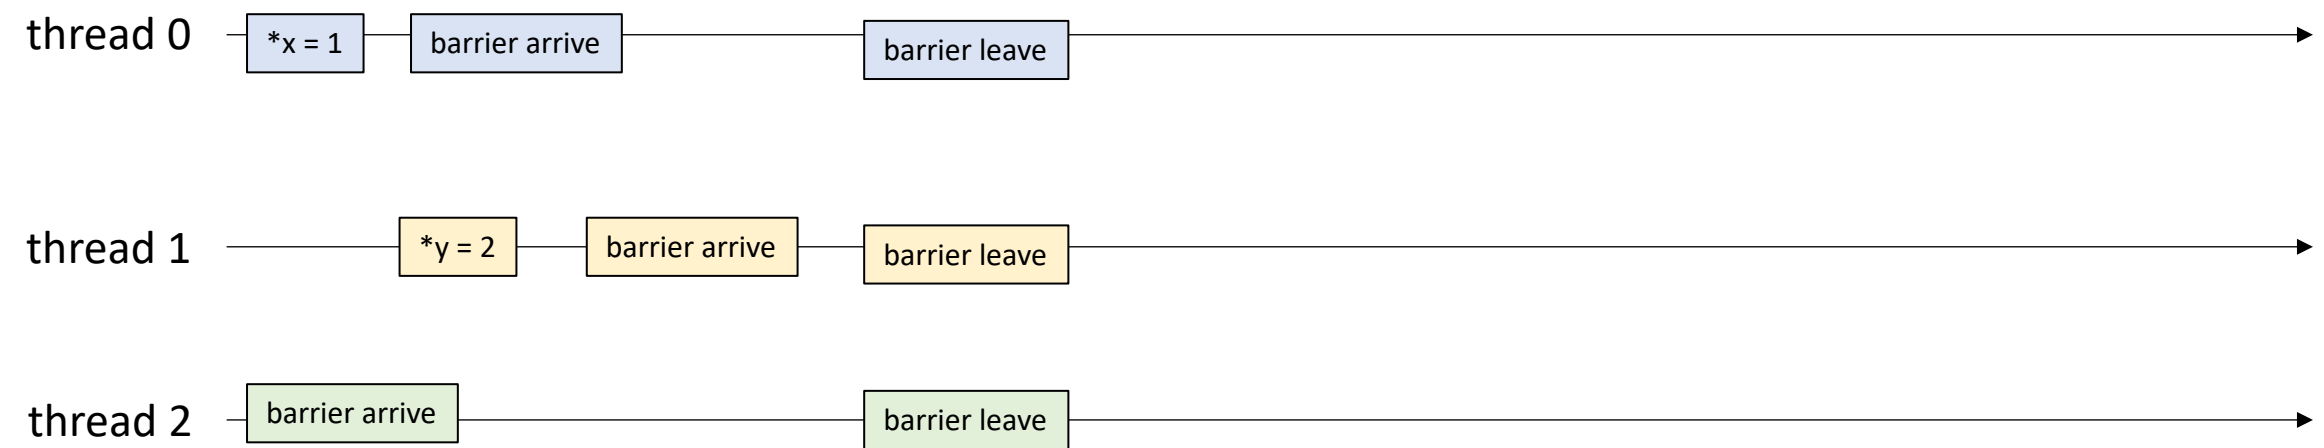 thread 0 *x = 1 barrier arrive barrier leave
thread 1 *y = 2 barrier arrive barrier leave
thread 2 barrier arrive barrier leave